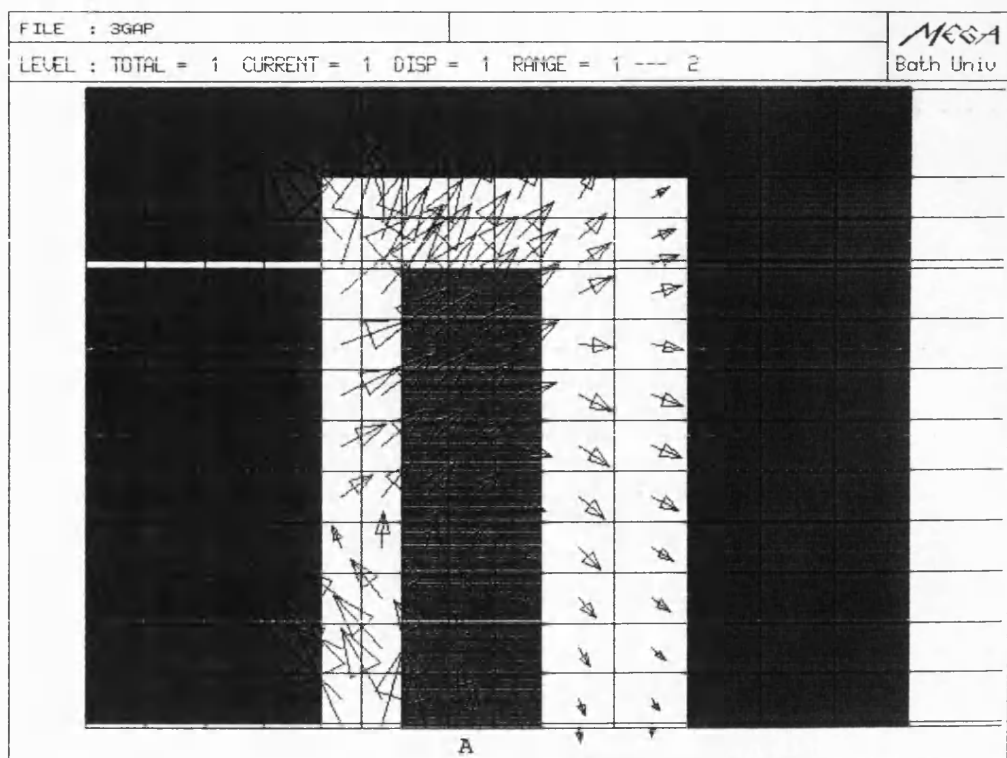 FILE : 3GAP
MEGA
LEVEL : TOTAL = 1 CURRENT = 1 DISP = 1 RANGE = 1 --- 2
Bath Univ
A